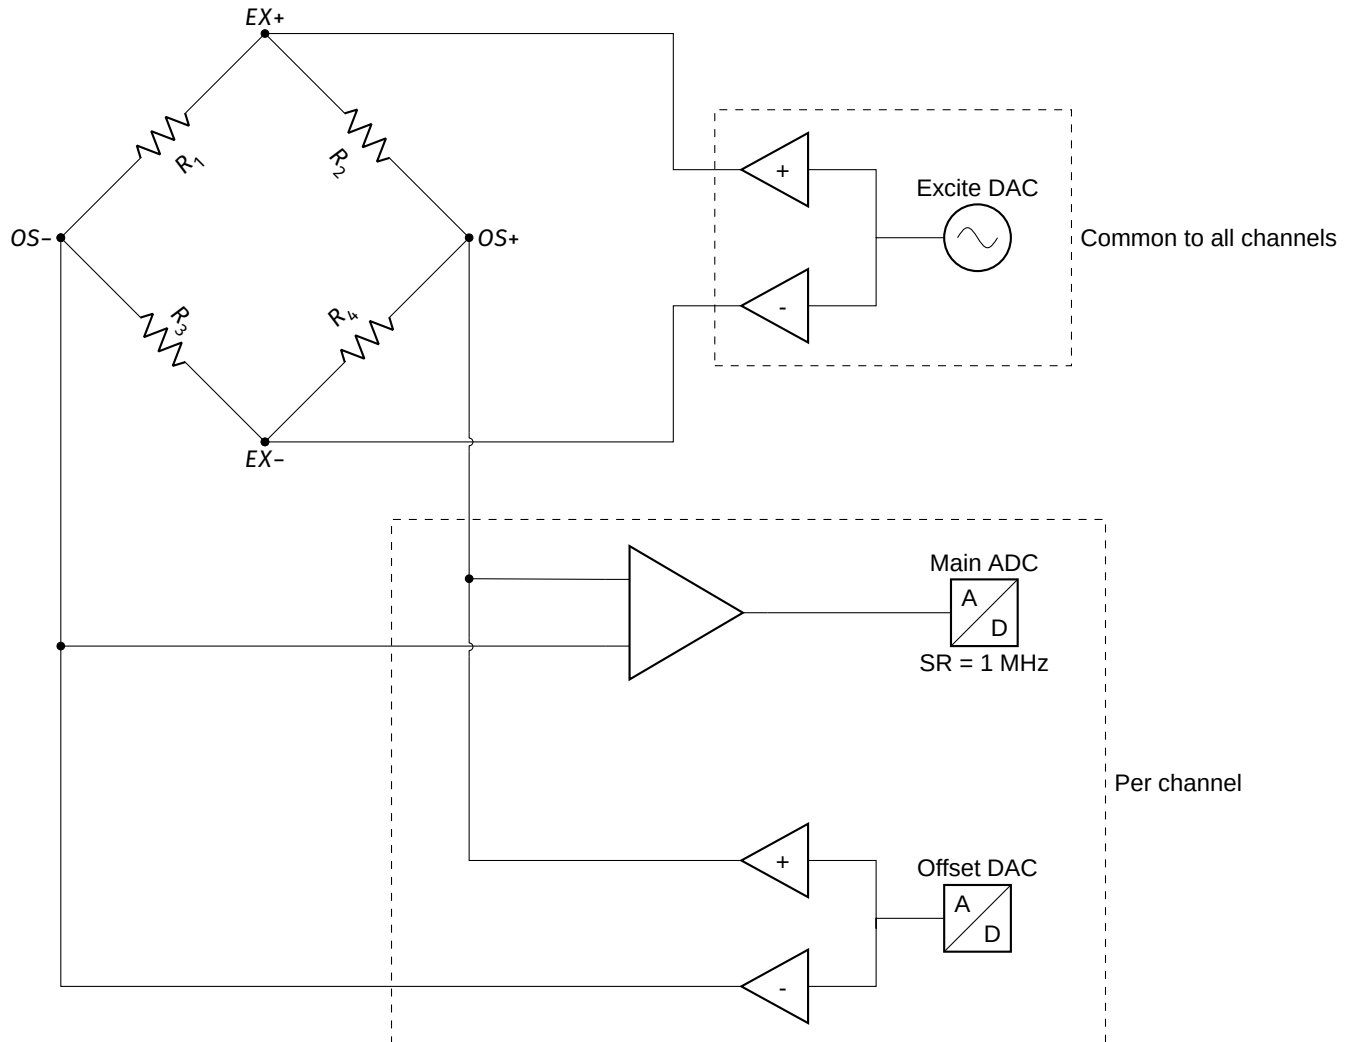 EX+
R1
R2
+
Excite DAC
OS−
OS+
Common to all channels
R3
R4
-
EX−
Main ADC
A
D
SR = 1 MHz
Per channel
+
Offset DAC
A
D
-